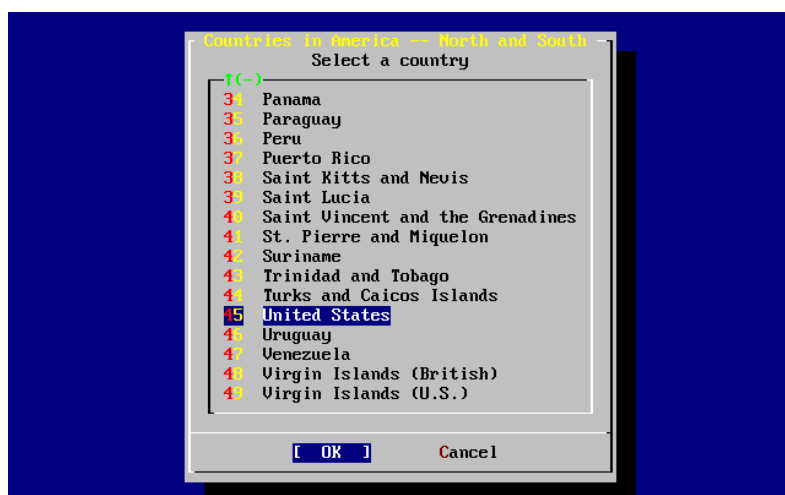 Countries in America -- North and South
Select a country
↑(-)
34 Panama
35 Paraguay
36 Peru
37 Puerto Rico
38 Saint Kitts and Nevis
39 Saint Lucia
40 Saint Vincent and the Grenadines
41 St. Pierre and Miquelon
42 Suriname
43 Trinidad and Tobago
44 Turks and Caicos Islands
45 United States
46 Uruguay
47 Venezuela
48 Virgin Islands (British)
49 Virgin Islands (U.S.)
[ OK ] Cancel